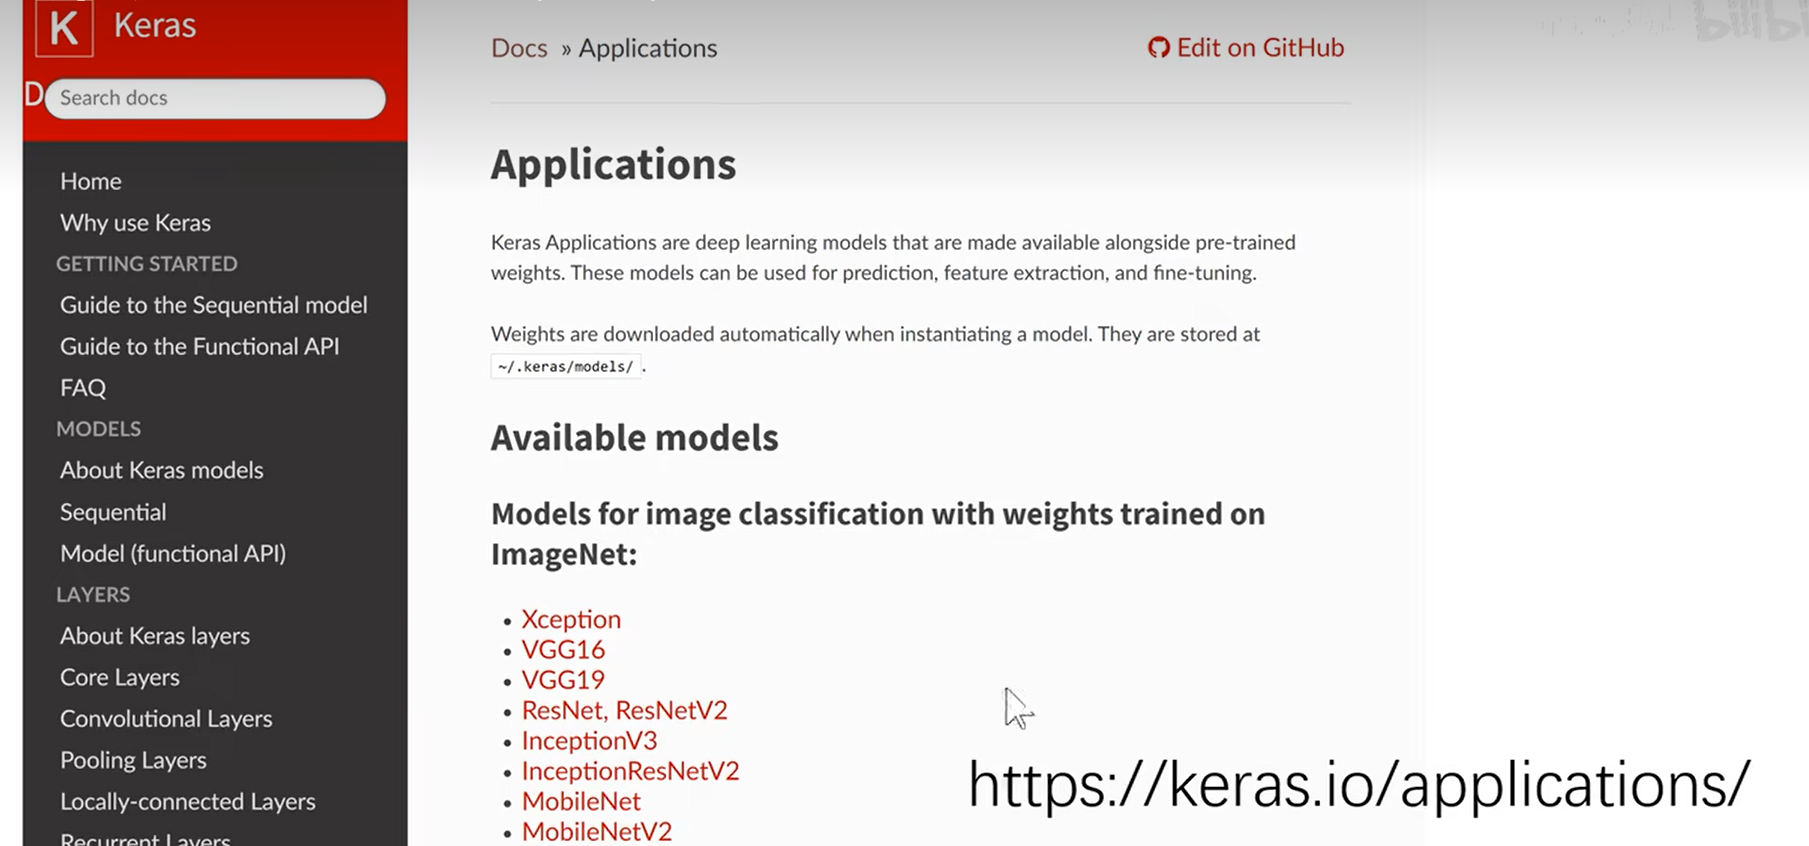 Keras
D
Search docs
Home
Why use Keras
GETTING STARTED
Guide to the Sequential model
Guide to the Functional API
FAQ
MODELS
About Keras models
Sequential
Model (functional API)
LAYERS
About Keras layers
Core Layers
Convolutional Layers
Pooling Layers
Locally-connected Layers
Recurrent Layers
Docs » Applications
Edit on GitHub
Applications
Keras Applications are deep learning models that are made available alongside pre-trained
weights. These models can be used for prediction, feature extraction, and fine-tuning.
Weights are downloaded automatically when instantiating a model. They are stored at
~/.keras/models/ .
Available models
Models for image classification with weights trained on
ImageNet:
• Xception
• VGG16
• VGG19
• ResNet, ResNetV2
• InceptionV3
• InceptionResNetV2
• MobileNet
• MobileNetV2
https://keras.io/applications/